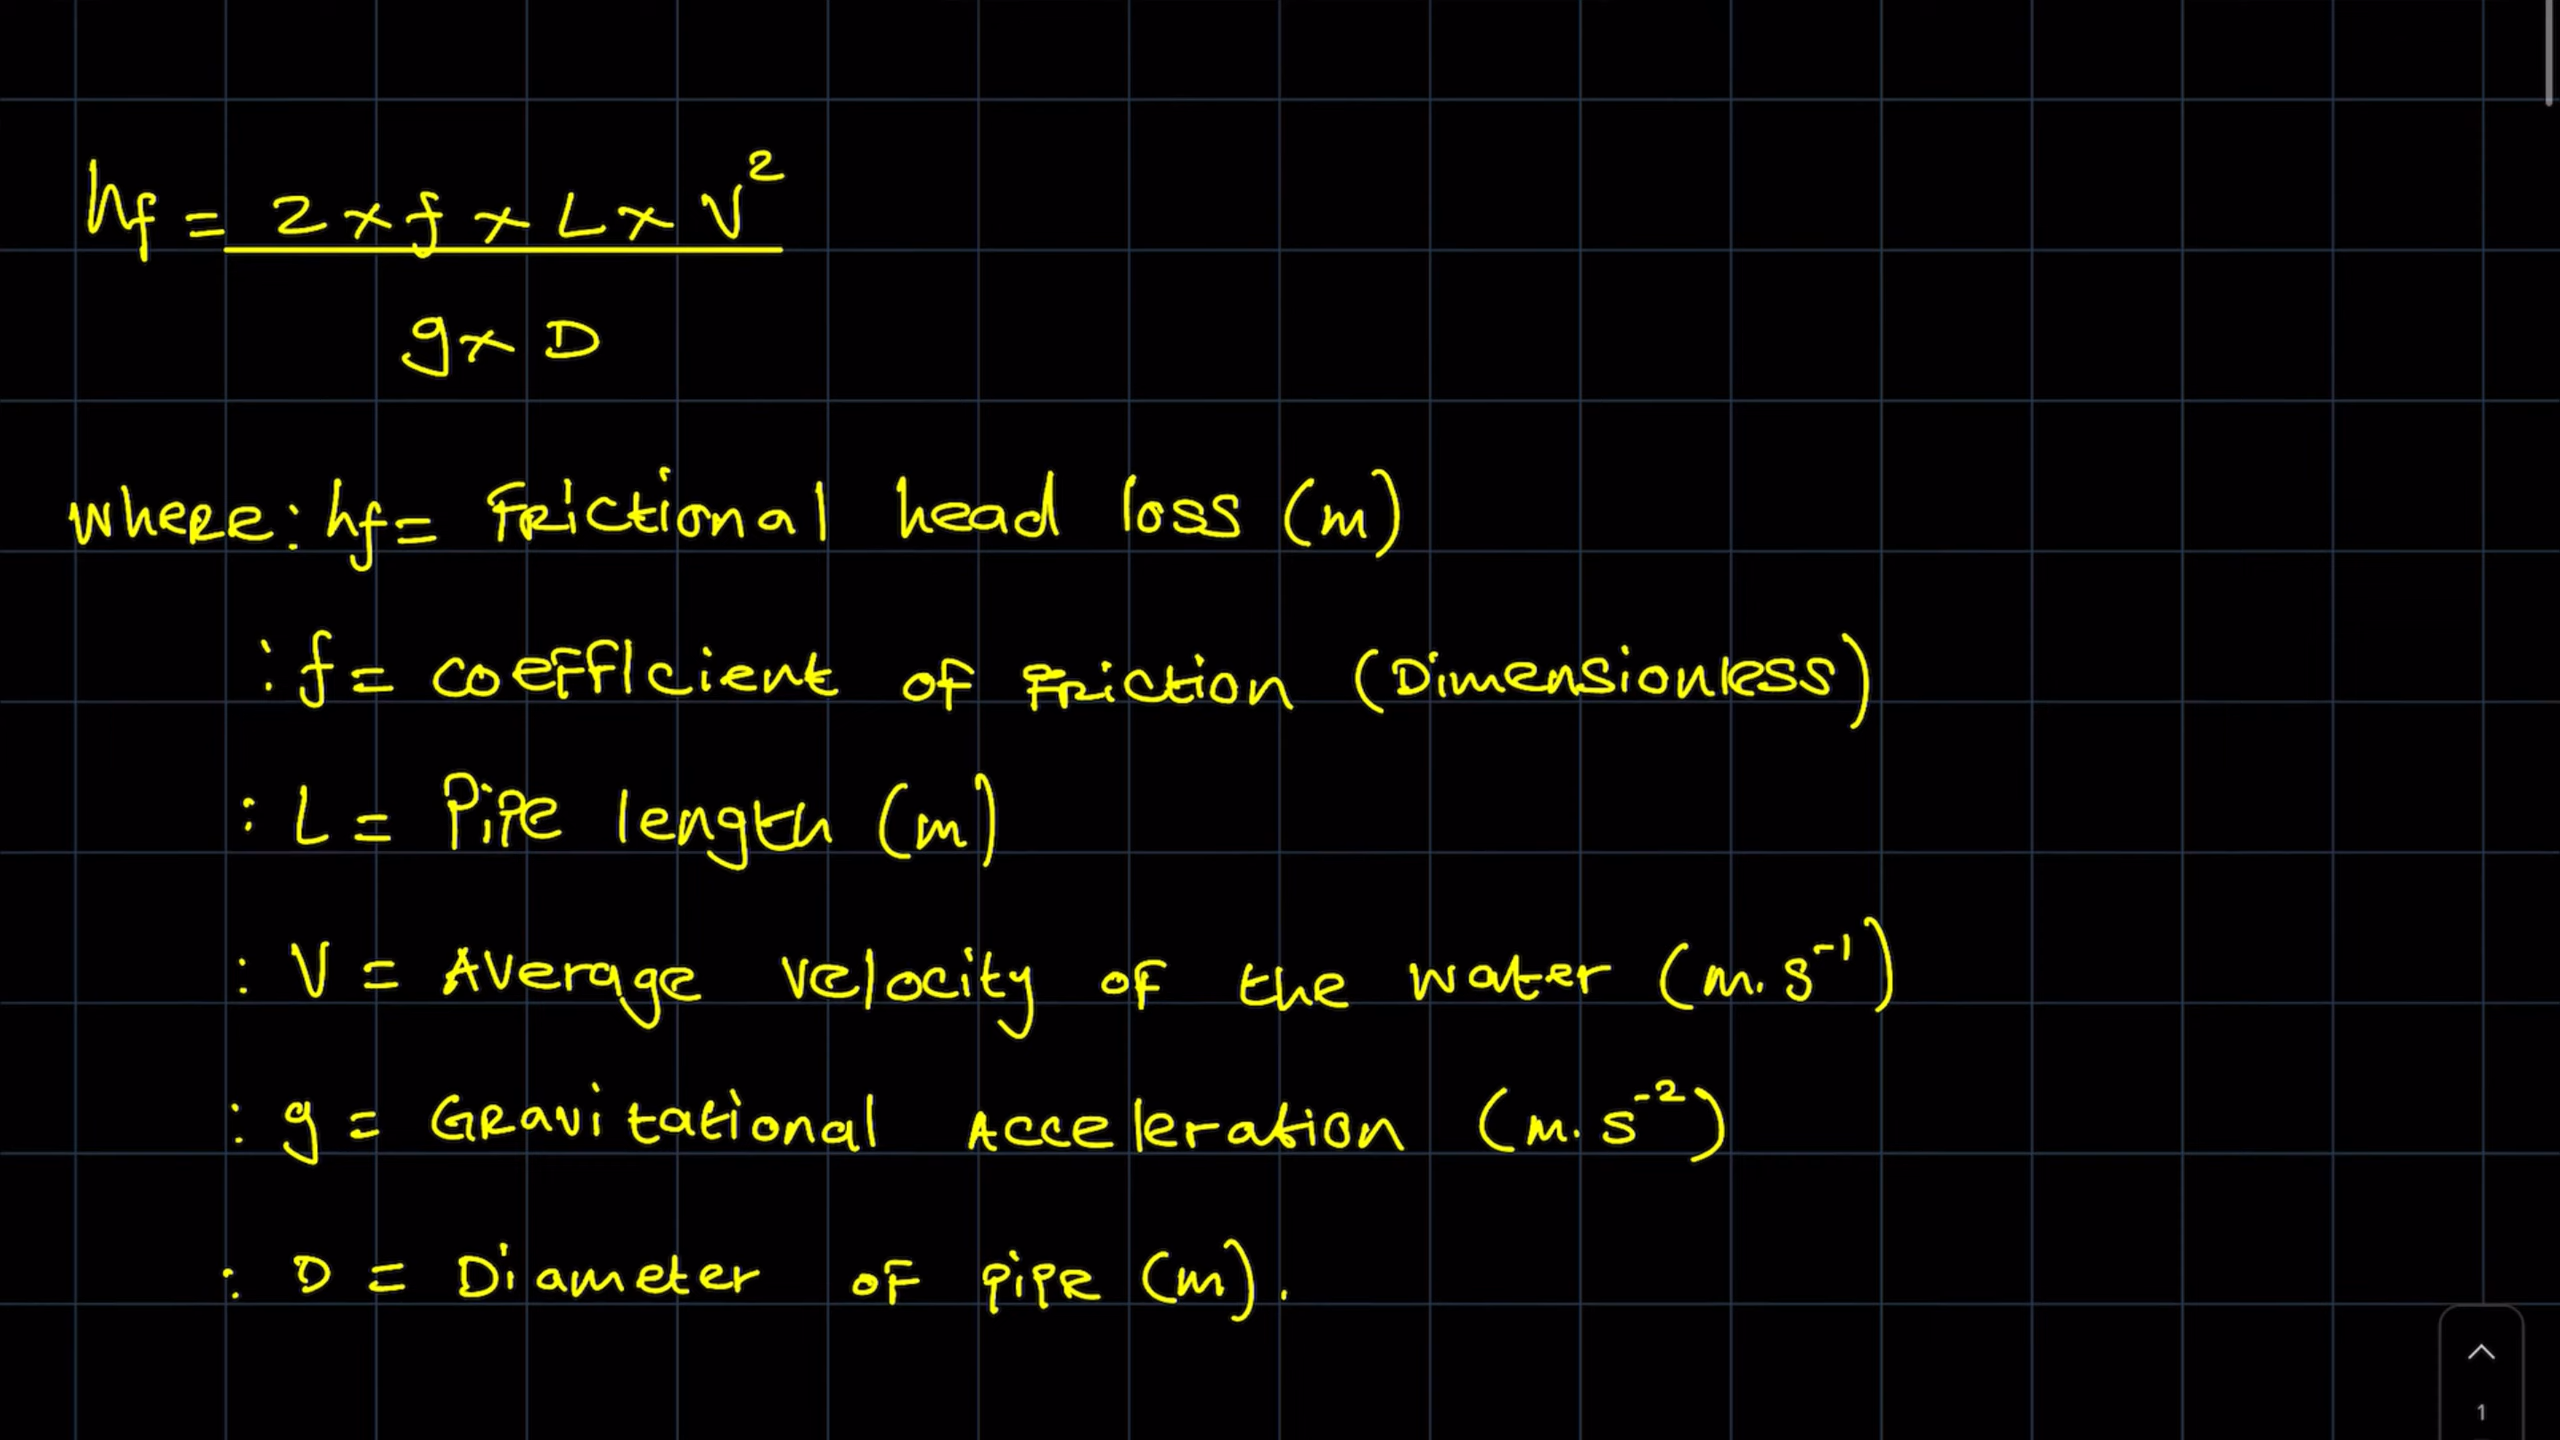 hf = 2 × f × L × V²
g × D
where: hf = Frictional head loss (m)
: f = coefficient of Friction (Dimensionless)
: L = Pipe length (m)
: V = Average velocity of the water (m.s⁻¹)
: g = Gravitational Acceleration (m.s⁻²)
: D = Diameter of pipe (m).
1